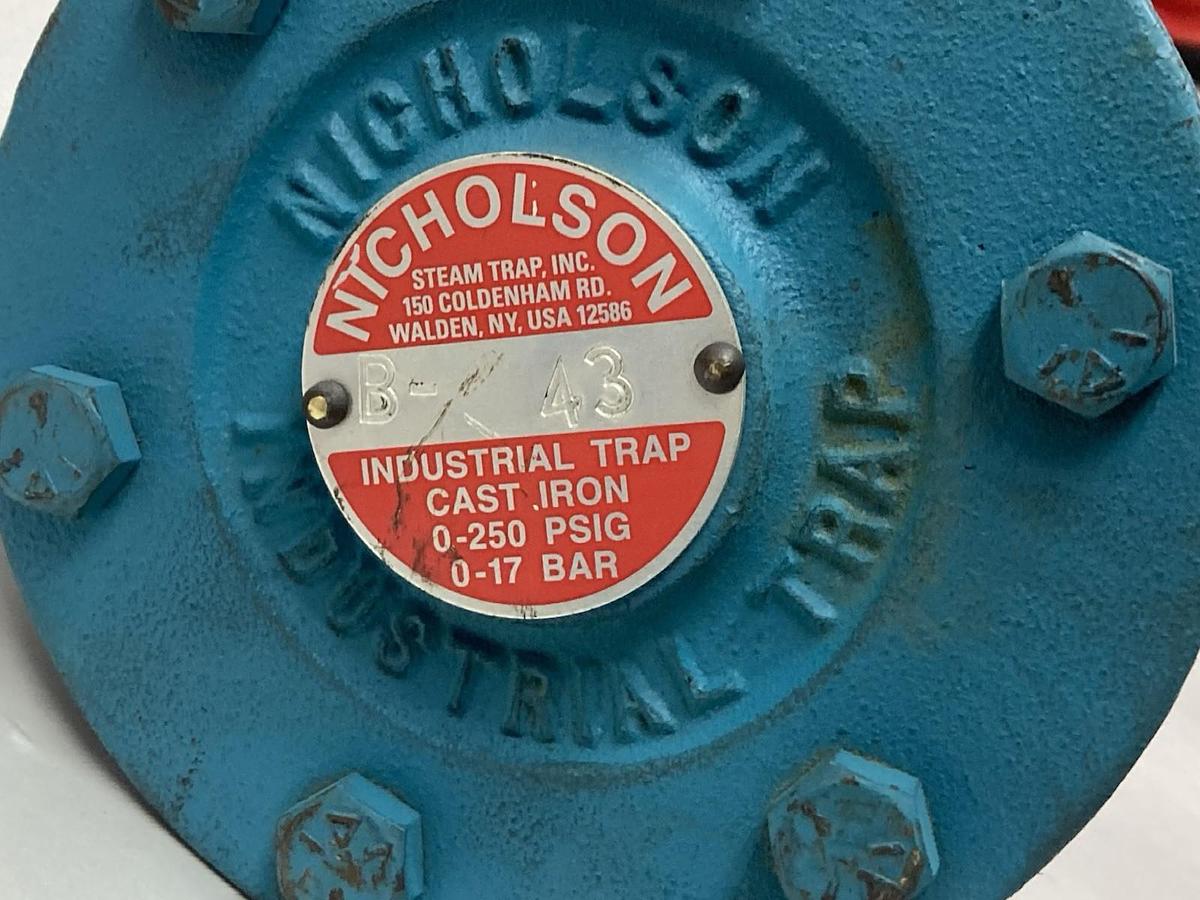 NICHOLSON
NICHOLSON
STEAM TRAP, INC.
150 COLDENHAM RD.
WALDEN, NY, USA 12586
B- 43
INDUSTRIAL TRAP
CAST IRON
0-250 PSIG
0-17 BAR
INDUSTRIAL TRAP